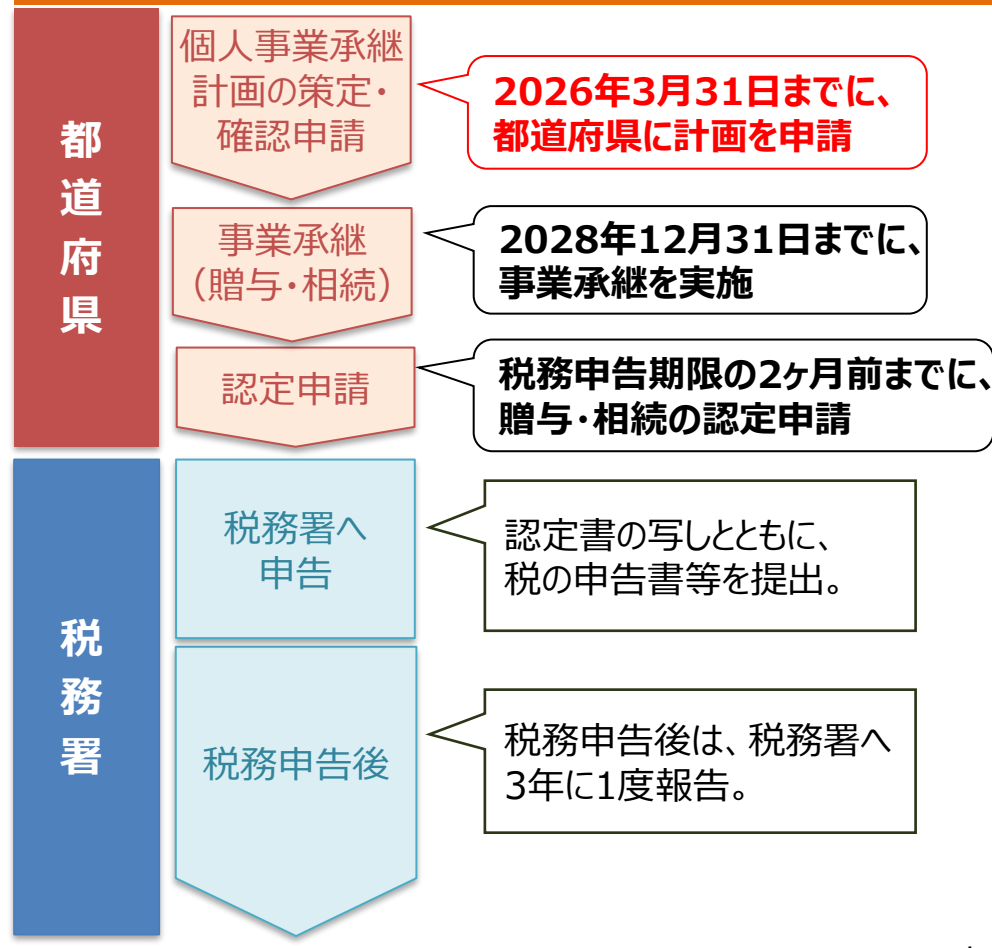 都道府県
個人事業承継
計画の策定・
確認申請
2026年3月31日までに、
都道府県に計画を申請
事業承継
（贈与・相続）
2028年12月31日までに、
事業承継を実施
認定申請
税務申告期限の2ヶ月前までに、
贈与・相続の認定申請
税務署
税務署へ
申告
認定書の写しとともに、
税の申告書等を提出。
税務申告後
税務申告後は、税務署へ
3年に1度報告。